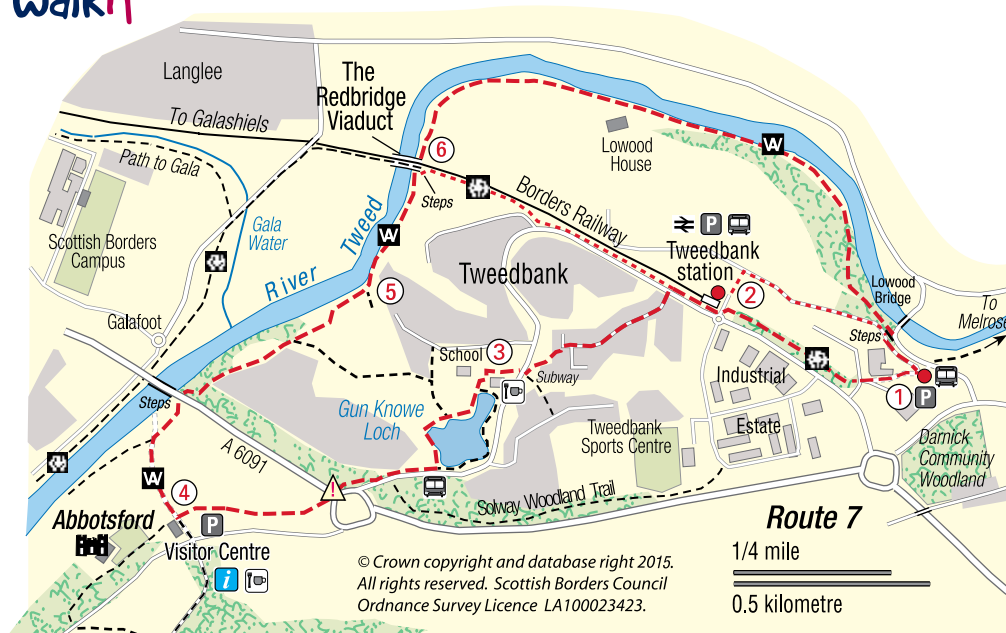 walkit
Langlee
The
Redbridge
Viaduct
To Galashiels
6
Path to Gala
Steps
Lowood
House
W
Borders Railway
Scottish Borders
Campus
Gala
Water
River Tweed
W
P
Tweedbank
station
Tweedbank
2
Lowood
Bridge
To
Melrose
5
Galafoot
Steps
School
3
Subway
Industrial
Estate
1
P
Steps
Gun Knowe
Loch
Tweedbank
Sports Centre
Darnick
Community
Woodland
A 6091
W
4
!
Solway Woodland Trail
Abbotsford
P
Visitor Centre
i
Route 7
1/4 mile
0.5 kilometre
© Crown copyright and database right 2015.
All rights reserved. Scottish Borders Council
Ordnance Survey Licence LA100023423.